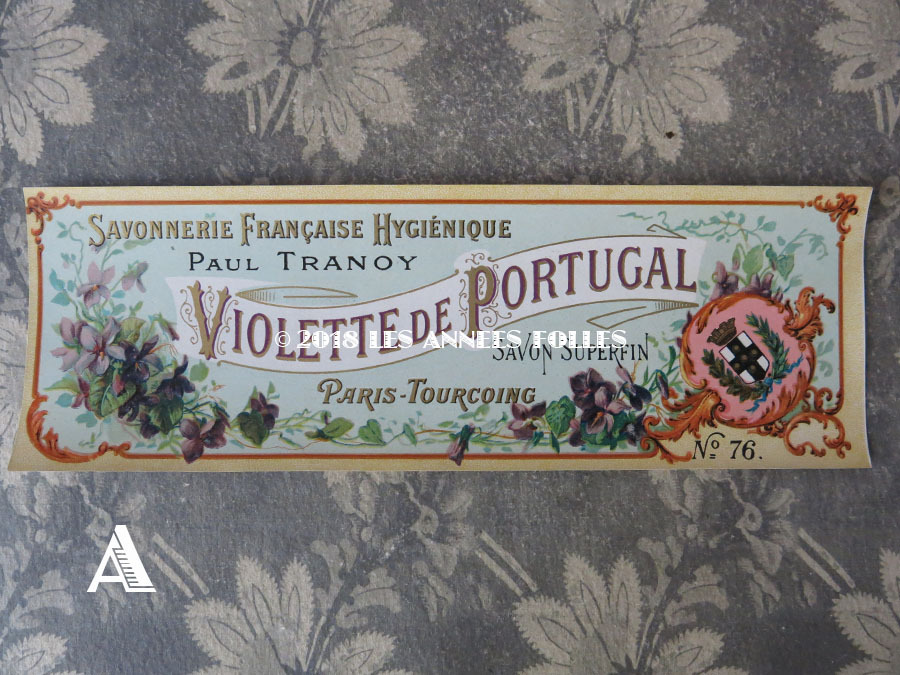 SAVONNERIE FRANÇAISE HYGIÉNIQUE
PAUL TRANOY
VIOLETTE DE PORTUGAL
© 2018 LES ANNEES FOLLES
SAVON SUPERFIN
PARIS-TOURCOING
Nº 76.
A